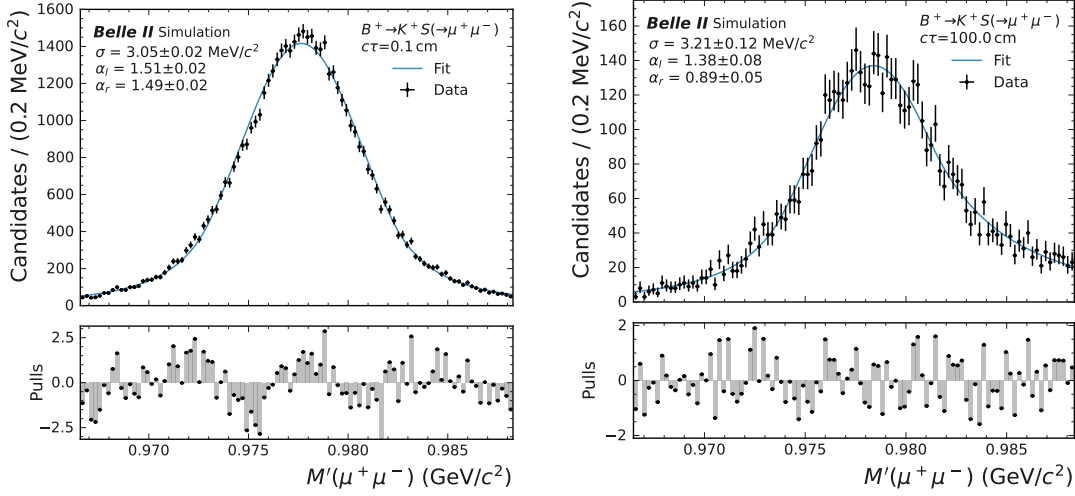 Belle II Simulation
σ = 3.05±0.02 MeV/c²
αₗ = 1.51±0.02
αᵣ = 1.49±0.02
B⁺→K⁺S(→μ⁺μ⁻)
cτ=0.1 cm
Fit
Data
Candidates / (0.2 MeV/c²)
1600
1400
1200
1000
800
600
400
200
0
Pulls
2.5
0.0
−2.5
0.970 0.975 0.980 0.985
M′(μ⁺μ⁻) (GeV/c²)
Belle II Simulation
σ = 3.21±0.12 MeV/c²
αₗ = 1.38±0.08
αᵣ = 0.89±0.05
B⁺→K⁺S(→μ⁺μ⁻)
cτ=100.0 cm
Fit
Data
Candidates / (0.2 MeV/c²)
160
140
120
100
80
60
40
20
0
Pulls
2
0
−2
0.970 0.975 0.980 0.985
M′(μ⁺μ⁻) (GeV/c²)